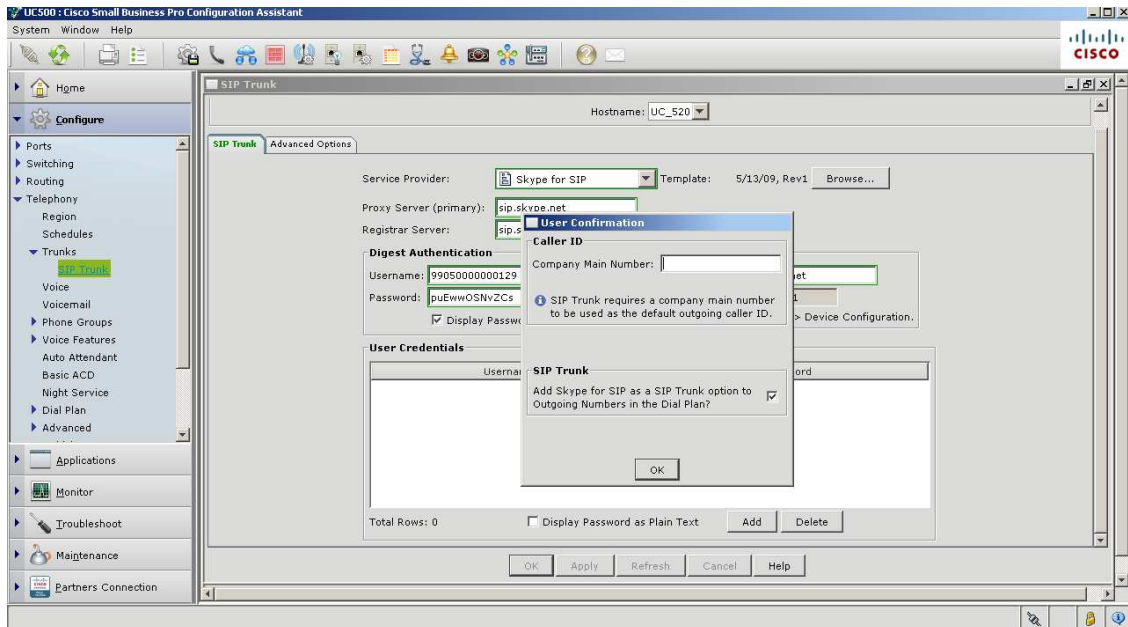 UC500 : Cisco Small Business Pro Configuration Assistant
System Window Help
CISCO
Home
Configure
Ports
Switching
Routing
Telephony
Region
Schedules
Trunks
SIP Trunk
Voice
Voicemail
Phone Groups
Voice Features
Auto Attendant
Basic ACD
Night Service
Dial Plan
Advanced
Applications
Monitor
Troubleshoot
Maintenance
Partners Connection
SIP Trunk
Hostname: UC_520
SIP Trunk Advanced Options
Service Provider: Skype for SIP Template: 5/13/09, Rev1 Browse...
Proxy Server (primary): sip.skype.net
Registrar Server: sip.s
Digest Authentication
Username: 99050000000129 net
Password: puEwwOSNvZCs 1
Display Passwo > Device Configuration.
User Credentials
Userna ord
Total Rows: 0 Display Password as Plain Text Add Delete
OK Apply Refresh Cancel Help
User Confirmation
Caller ID
Company Main Number:
SIP Trunk requires a company main number
to be used as the default outgoing caller ID.
SIP Trunk
Add Skype for SIP as a SIP Trunk option to
Outgoing Numbers in the Dial Plan?
OK